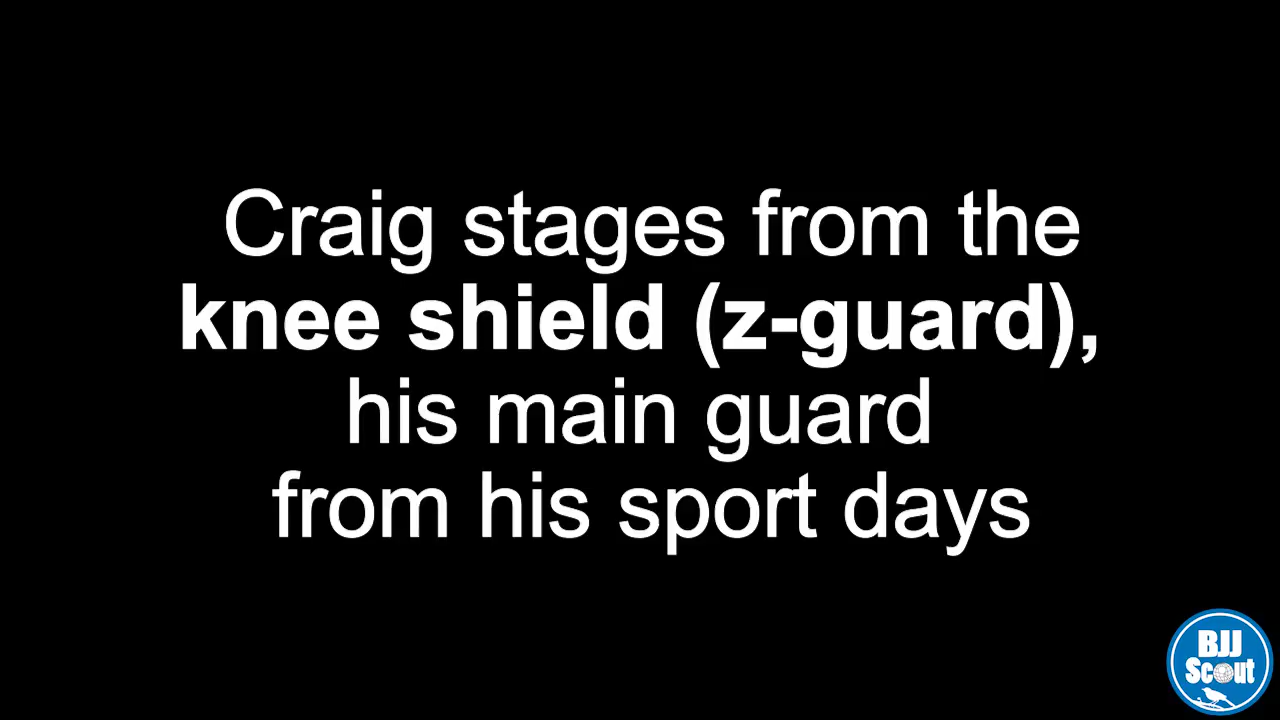 Craig stages from the
knee shield (z-guard),
his main guard
from his sport days
BJJ
Scout